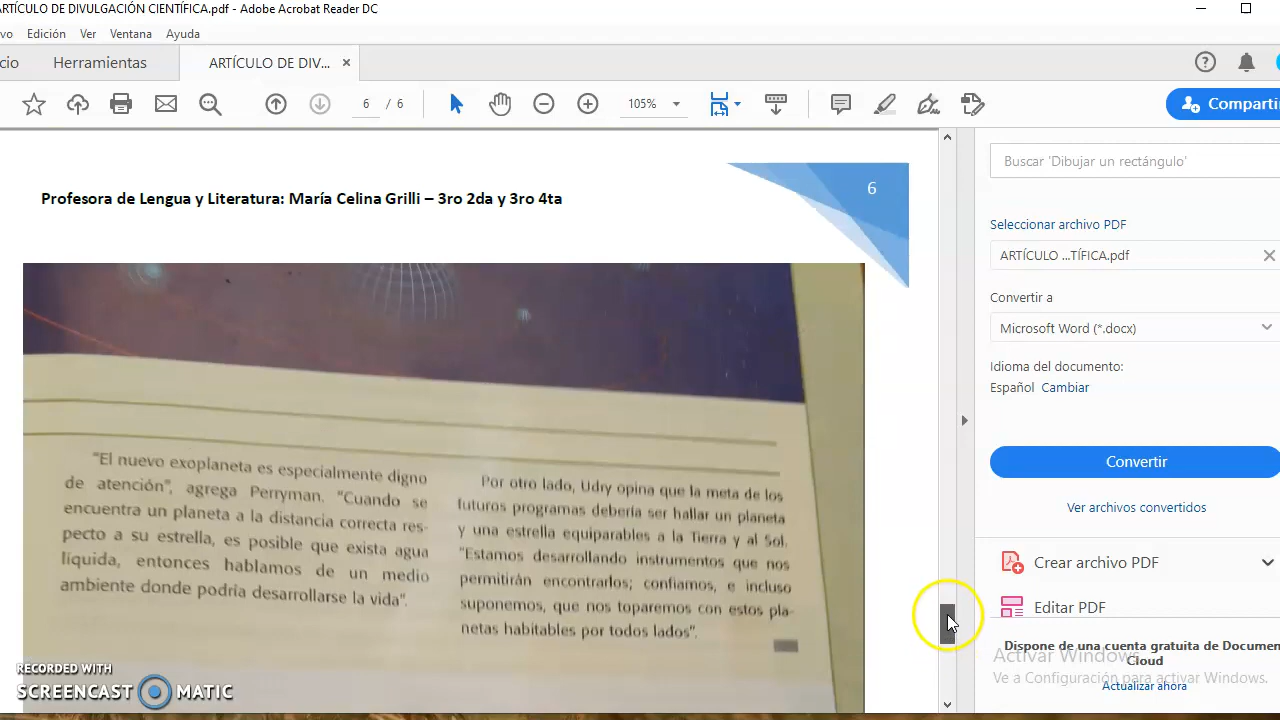 ARTÍCULO DE DIVULGACIÓN CIENTÍFICA.pdf - Adobe Acrobat Reader DC
vo Edición Ver Ventana Ayuda
cio Herramientas ARTÍCULO DE DIV... ×
6 / 6 105% Comparti
Buscar 'Dibujar un rectángulo'
Profesora de Lengua y Literatura: María Celina Grilli – 3ro 2da y 3ro 4ta
6
"El nuevo exoplaneta es especialmente digno
de atención", agrega Perryman. "Cuando se
encuentra un planeta a la distancia correcta res-
pecto a su estrella, es posible que exista agua
líquida, entonces hablamos de un medio
ambiente donde podría desarrollarse la vida".
Por otro lado, Udry opina que la meta de los
futuros programas debería ser hallar un planeta
y una estrella equiparables a la Tierra y al Sol.
"Estamos desarrollando instrumentos que nos
permitirán encontrarlos; confiamos, e incluso
suponemos, que nos toparemos con estos pla-
netas habitables por todos lados".
Seleccionar archivo PDF
ARTÍCULO ...TÍFICA.pdf
Convertir a
Microsoft Word (*.docx)
Idioma del documento:
Español Cambiar
Convertir
Ver archivos convertidos
Crear archivo PDF
Editar PDF
Dispone de una cuenta gratuita de Documen
Cloud
Actualizar ahora
Activar Windows
Ve a Configuración para activar Windows.
RECORDED WITH
SCREENCAST MATIC